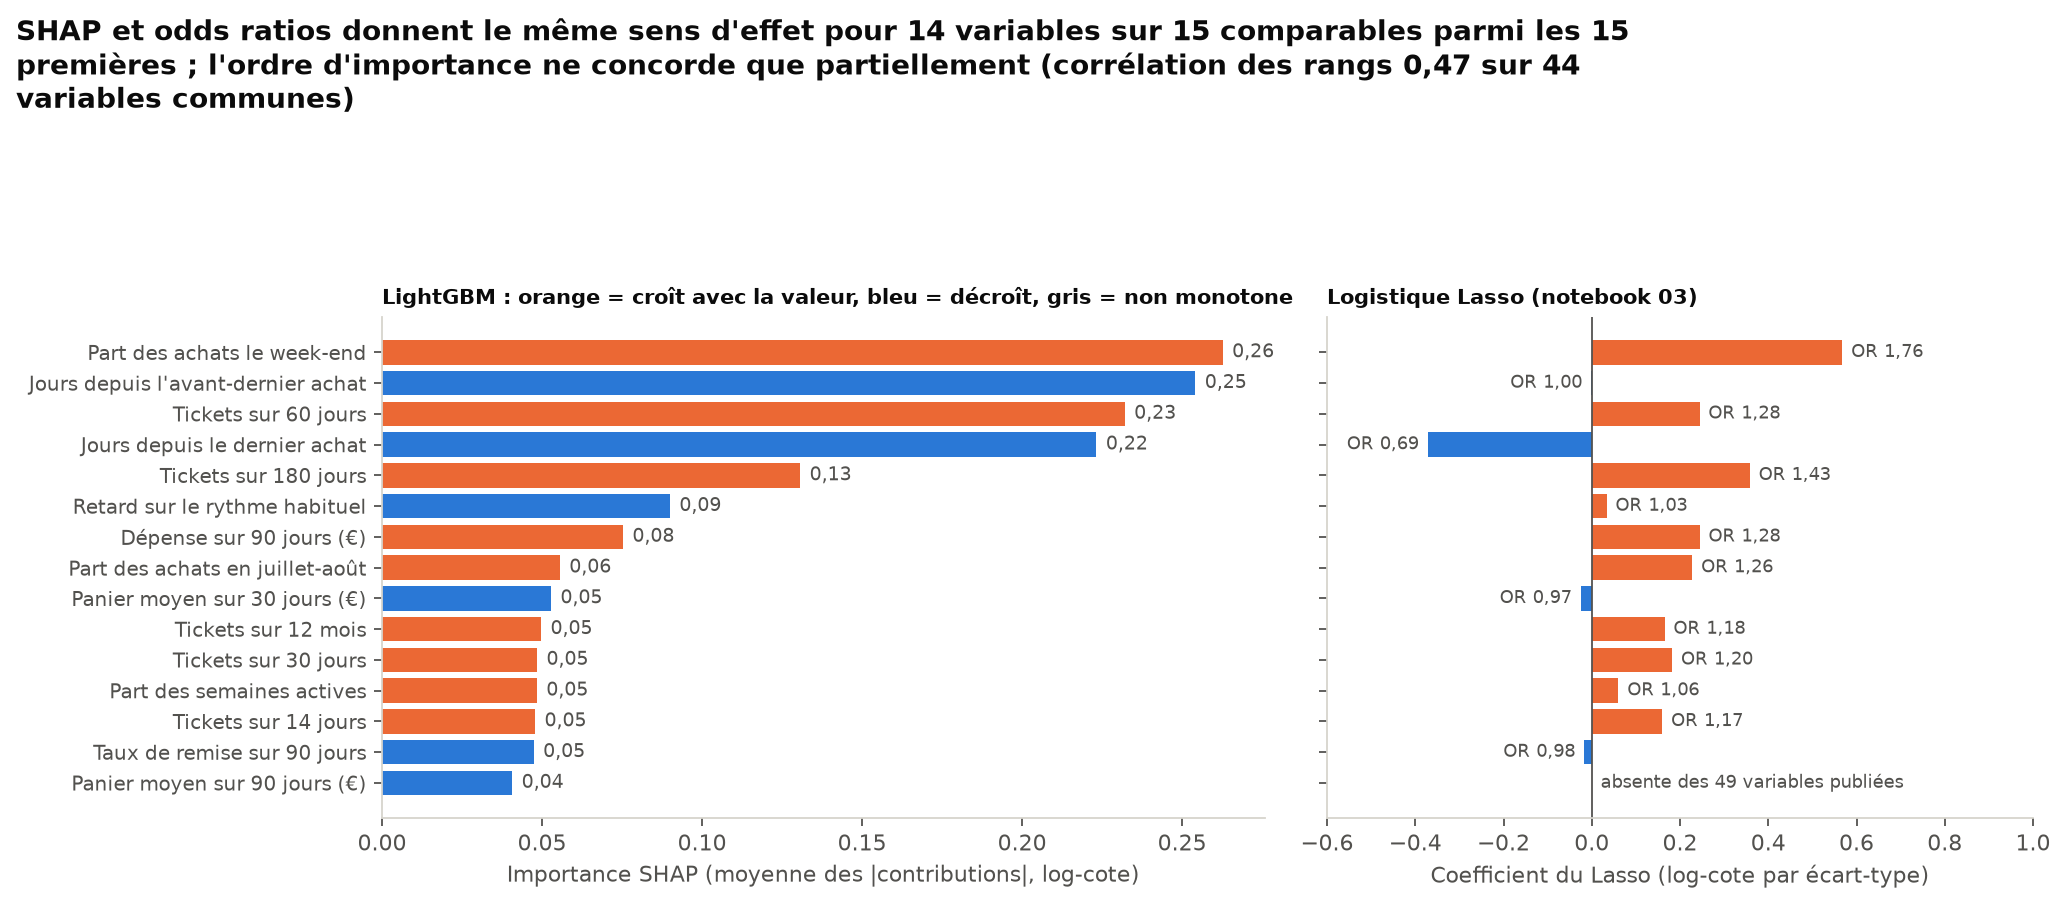 SHAP et odds ratios donnent le même sens d'effet pour 14 variables sur 15 comparables parmi les 15
premières ; l'ordre d'importance ne concorde que partiellement (corrélation des rangs 0,47 sur 44
variables communes)
LightGBM : orange = croît avec la valeur, bleu = décroît, gris = non monotone
Part des achats le week-end
0,26
Jours depuis l'avant-dernier achat
0,25
Tickets sur 60 jours
0,23
Jours depuis le dernier achat
0,22
Tickets sur 180 jours
0,13
Retard sur le rythme habituel
0,09
Dépense sur 90 jours (€)
0,08
Part des achats en juillet-août
0,06
Panier moyen sur 30 jours (€)
0,05
Tickets sur 12 mois
0,05
Tickets sur 30 jours
0,05
Part des semaines actives
0,05
Tickets sur 14 jours
0,05
Taux de remise sur 90 jours
0,05
Panier moyen sur 90 jours (€)
0,04
0.00 0.05 0.10 0.15 0.20 0.25
Importance SHAP (moyenne des |contributions|, log-cote)
Logistique Lasso (notebook 03)
OR 1,76
OR 1,00
OR 1,28
OR 0,69
OR 1,43
OR 1,03
OR 1,28
OR 1,26
OR 0,97
OR 1,18
OR 1,20
OR 1,06
OR 1,17
OR 0,98
absente des 49 variables publiées
−0.6 −0.4 −0.2 0.0 0.2 0.4 0.6 0.8 1.0
Coefficient du Lasso (log-cote par écart-type)